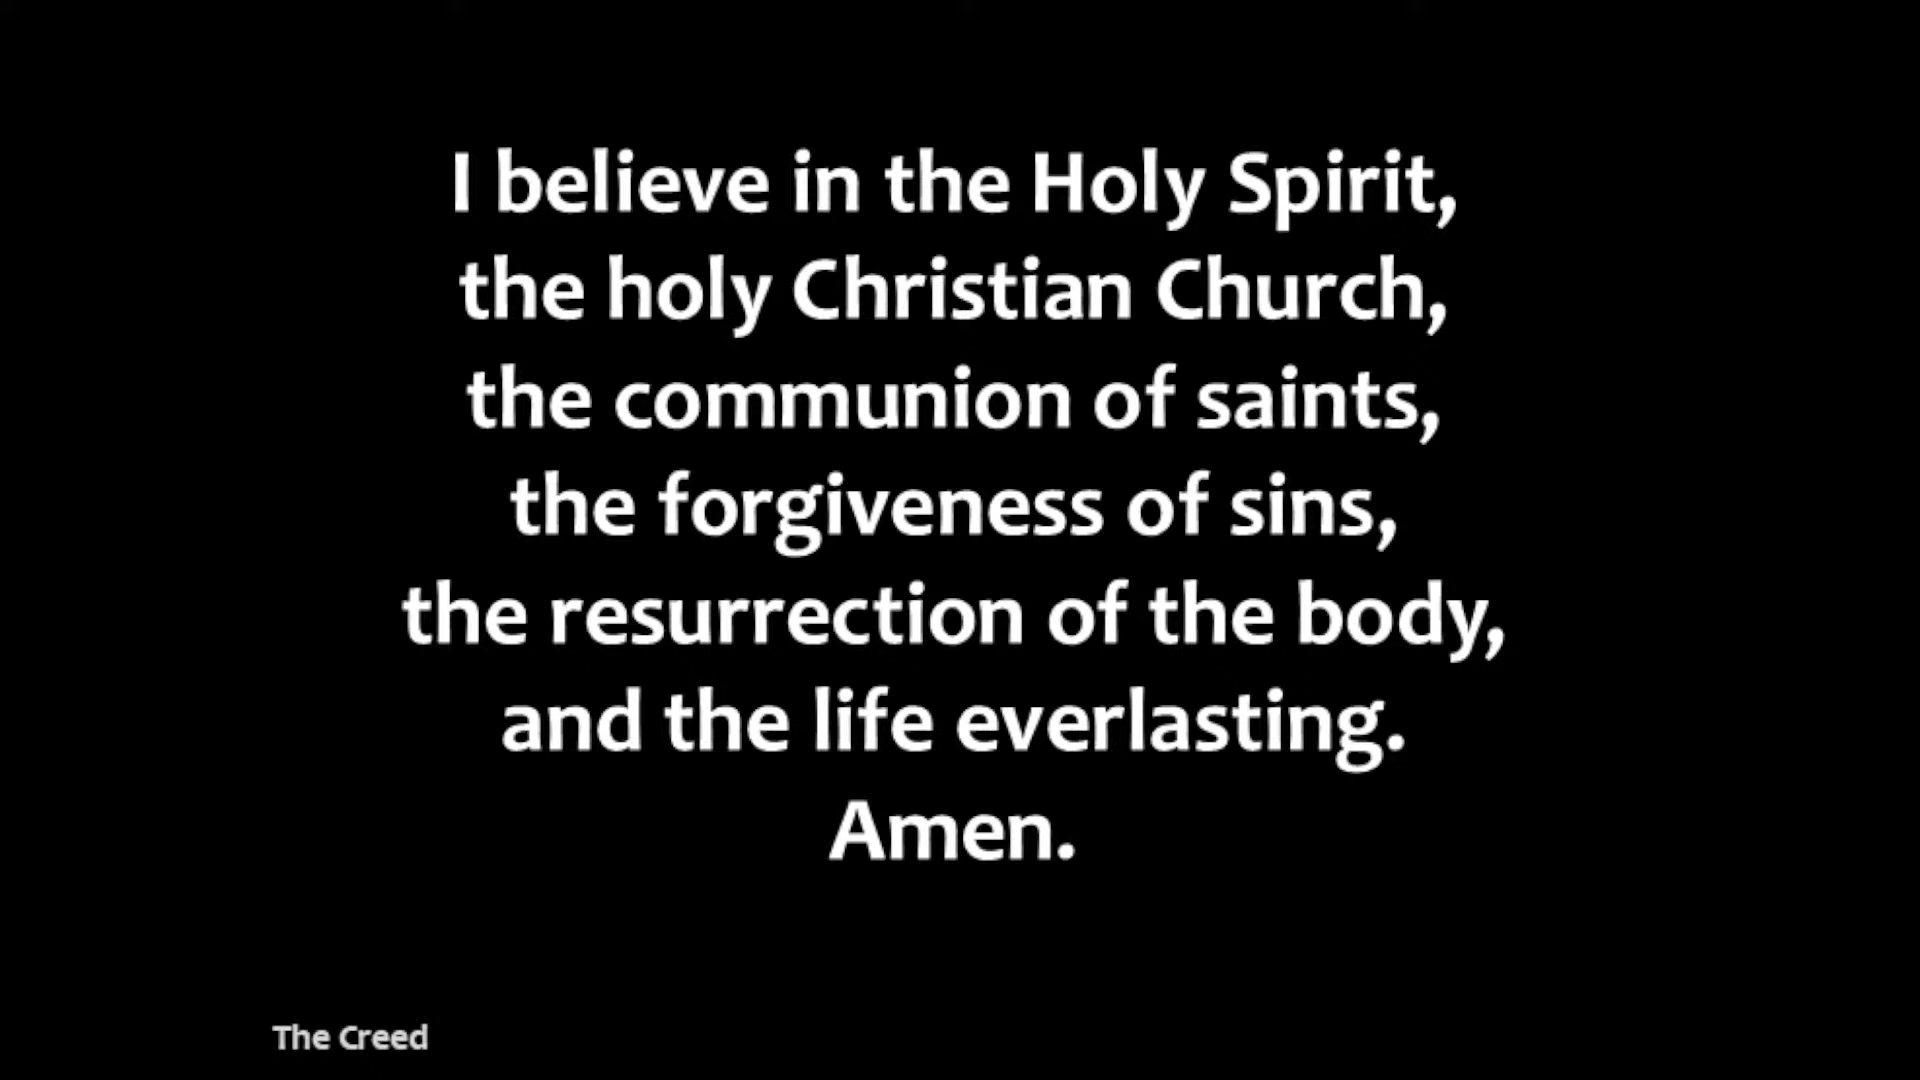 I believe in the Holy Spirit,
the holy Christian Church,
the communion of saints,
the forgiveness of sins,
the resurrection of the body,
and the life everlasting.
Amen.
The Creed